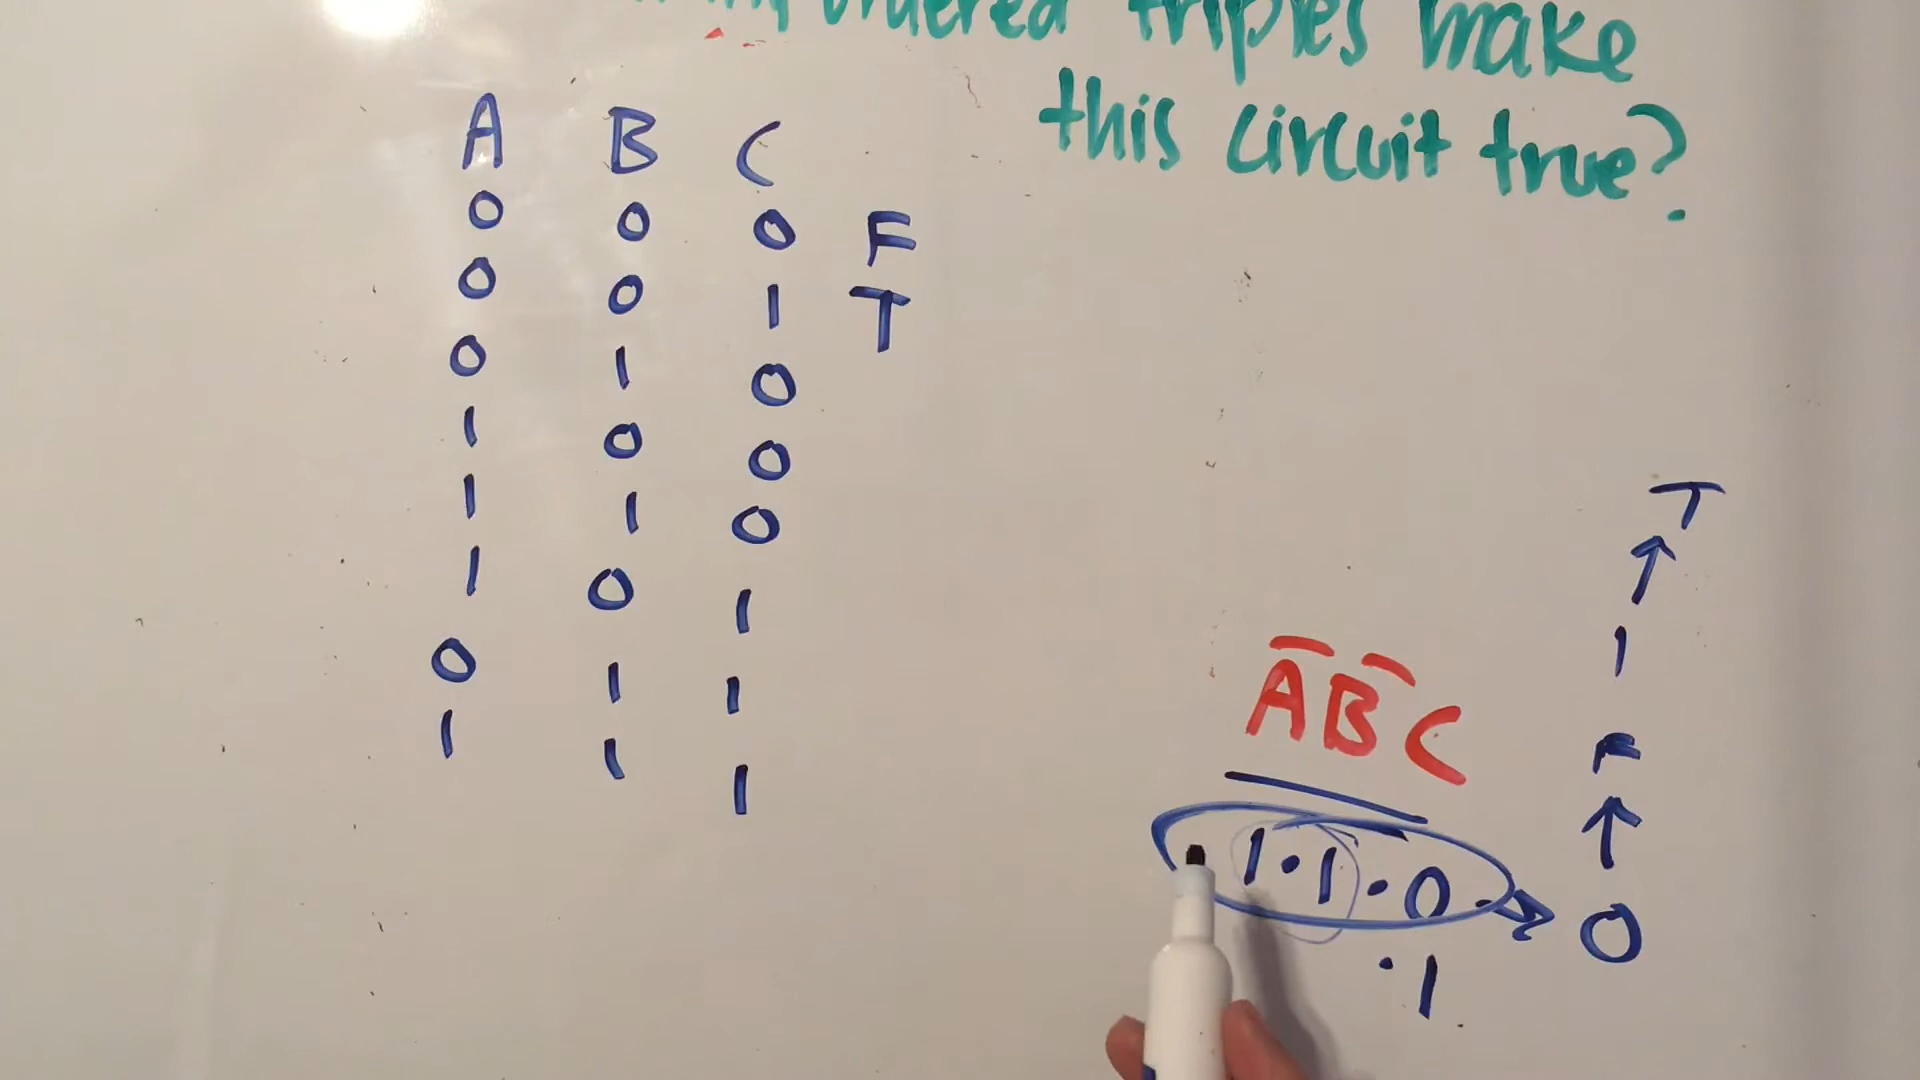 ordered triples make
this circuit true?
A B C
0 0 0 F
0 0 1 T
0 1 0
1 0 0
1 1 0
1 0 1
0 1 1
1 1 1
T
↑
1
A̅ B̅ C
F
↑
1 · 1 · 0 → 0
· 1